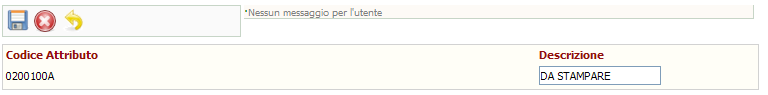 *Nessun messaggio per l'utente
Codice Attributo Descrizione
0200100A DA STAMPARE